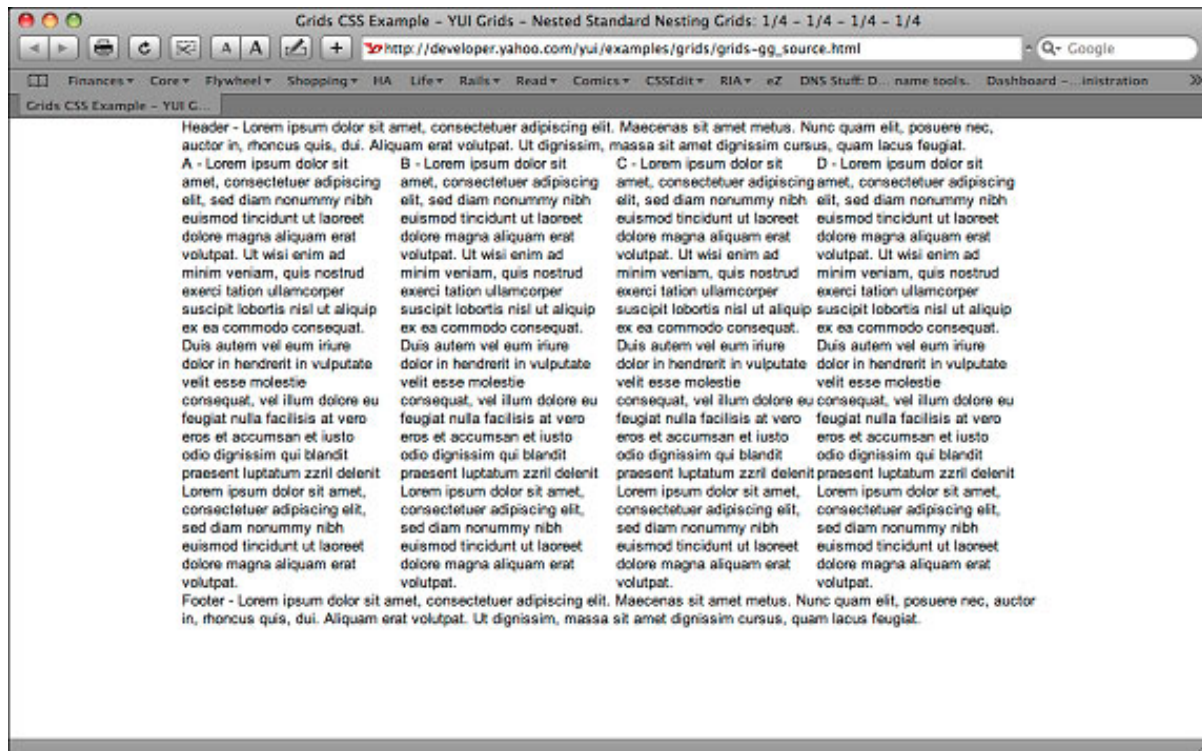 Grids CSS Example – YUI Grids – Nested Standard Nesting Grids: 1/4 – 1/4 – 1/4 – 1/4
A A + http://developer.yahoo.com/yui/examples/grids/grids-gg_source.html Google
Finances Core Flywheel Shopping HA Life Rails Read Comics CSSEdit RIA eZ DNS Stuff: D... name tools. Dashboard – ...inistration
Grids CSS Example – YUI G...
Header - Lorem ipsum dolor sit amet, consectetuer adipiscing elit. Maecenas sit amet metus. Nunc quam elit, posuere nec,
auctor in, rhoncus quis, dui. Aliquam erat volutpat. Ut dignissim, massa sit amet dignissim cursus, quam lacus feugiat.
A - Lorem ipsum dolor sit
amet, consectetuer adipiscing
elit, sed diam nonummy nibh
euismod tincidunt ut laoreet
dolore magna aliquam erat
volutpat. Ut wisi enim ad
minim veniam, quis nostrud
exerci tation ullamcorper
suscipit lobortis nisl ut aliquip
ex ea commodo consequat.
Duis autem vel eum iriure
dolor in hendrerit in vulputate
velit esse molestie
consequat, vel illum dolore eu
feugiat nulla facilisis at vero
eros et accumsan et iusto
odio dignissim qui blandit
praesent luptatum zzril delenit
Lorem ipsum dolor sit amet,
consectetuer adipiscing elit,
sed diam nonummy nibh
euismod tincidunt ut laoreet
dolore magna aliquam erat
volutpat.
B - Lorem ipsum dolor sit
amet, consectetuer adipiscing
elit, sed diam nonummy nibh
euismod tincidunt ut laoreet
dolore magna aliquam erat
volutpat. Ut wisi enim ad
minim veniam, quis nostrud
exerci tation ullamcorper
suscipit lobortis nisl ut aliquip
ex ea commodo consequat.
Duis autem vel eum iriure
dolor in hendrerit in vulputate
velit esse molestie
consequat, vel illum dolore eu
feugiat nulla facilisis at vero
eros et accumsan et iusto
odio dignissim qui blandit
praesent luptatum zzril delenit
Lorem ipsum dolor sit amet,
consectetuer adipiscing elit,
sed diam nonummy nibh
euismod tincidunt ut laoreet
dolore magna aliquam erat
volutpat.
C - Lorem ipsum dolor sit
amet, consectetuer adipiscing
elit, sed diam nonummy nibh
euismod tincidunt ut laoreet
dolore magna aliquam erat
volutpat. Ut wisi enim ad
minim veniam, quis nostrud
exerci tation ullamcorper
suscipit lobortis nisl ut aliquip
ex ea commodo consequat.
Duis autem vel eum iriure
dolor in hendrerit in vulputate
velit esse molestie
consequat, vel illum dolore eu
feugiat nulla facilisis at vero
eros et accumsan et iusto
odio dignissim qui blandit
praesent luptatum zzril delenit
Lorem ipsum dolor sit amet,
consectetuer adipiscing elit,
sed diam nonummy nibh
euismod tincidunt ut laoreet
dolore magna aliquam erat
volutpat.
D - Lorem ipsum dolor sit
amet, consectetuer adipiscing
elit, sed diam nonummy nibh
euismod tincidunt ut laoreet
dolore magna aliquam erat
volutpat. Ut wisi enim ad
minim veniam, quis nostrud
exerci tation ullamcorper
suscipit lobortis nisl ut aliquip
ex ea commodo consequat.
Duis autem vel eum iriure
dolor in hendrerit in vulputate
velit esse molestie
consequat, vel illum dolore eu
feugiat nulla facilisis at vero
eros et accumsan et iusto
odio dignissim qui blandit
praesent luptatum zzril delenit
Lorem ipsum dolor sit amet,
consectetuer adipiscing elit,
sed diam nonummy nibh
euismod tincidunt ut laoreet
dolore magna aliquam erat
volutpat.
Footer - Lorem ipsum dolor sit amet, consectetuer adipiscing elit. Maecenas sit amet metus. Nunc quam elit, posuere nec, auctor
in, rhoncus quis, dui. Aliquam erat volutpat. Ut dignissim, massa sit amet dignissim cursus, quam lacus feugiat.